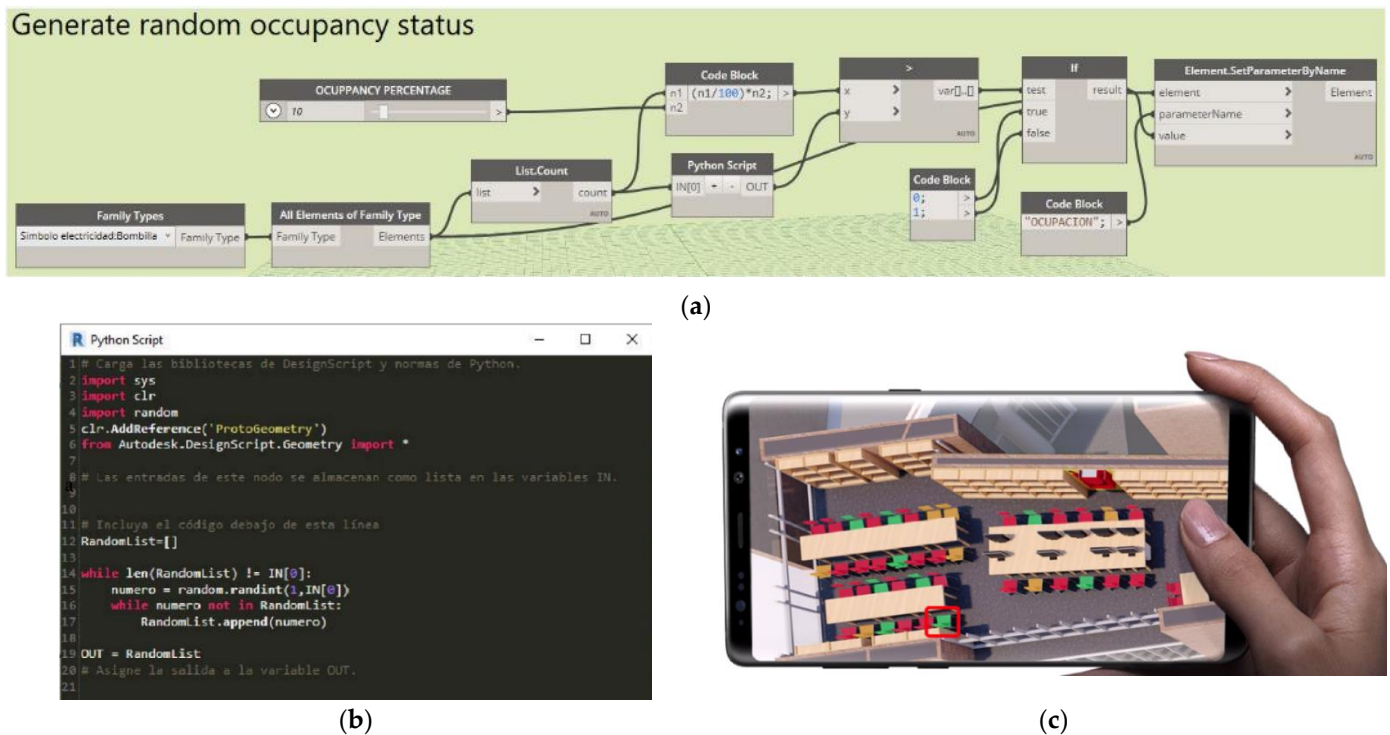 Generate random occupancy status
OCUPPANCY PERCENTAGE
10 >
Code Block
n1 (n1/100)*n2; >
n2
>
x > var[]..[]
y >
AUTO
If
test result
true
false
Element.SetParameterByName
element > Element
parameterName >
value >
AUTO
List.Count
list > count
AUTO
Python Script
IN[0] + - OUT
Code Block
0; >
1; >
Code Block
"OCUPACION"; >
Family Types
Simbolo electricidad:Bombilla Family Type
All Elements of Family Type
Family Type Elements
(a)
R Python Script
1 # Carga las bibliotecas de DesignScript y normas de Python.
2 import sys
3 import clr
4 import random
5 clr.AddReference('ProtoGeometry')
6 from Autodesk.DesignScript.Geometry import *
7
8 # Las entradas de este nodo se almacenan como lista en las variables IN.
9
10
11 # Incluya el código debajo de esta línea
12 RandomList=[]
13
14 while len(RandomList) != IN[0]:
15 numero = random.randint(1,IN[0])
16 while numero not in RandomList:
17 RandomList.append(numero)
18
19 OUT = RandomList
20 # Asigne la salida a la variable OUT.
21
(b)
(c)